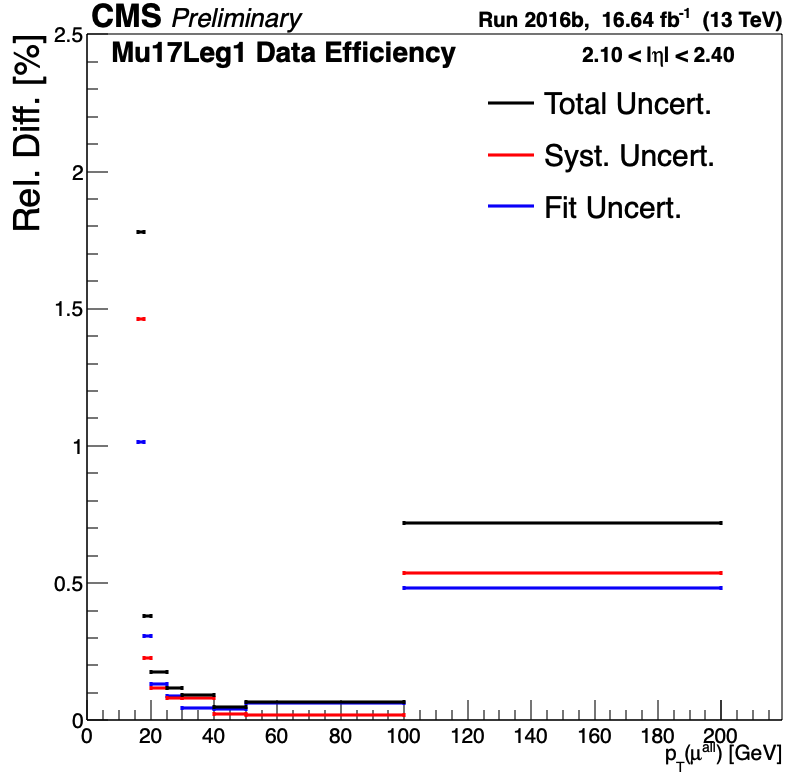 CMS Preliminary
Run 2016b, 16.64 fb⁻¹ (13 TeV)
Mu17Leg1 Data Efficiency
2.10 < |η| < 2.40
Total Uncert.
Syst. Uncert.
Fit Uncert.
Rel. Diff. [%]
2.5
2
1.5
1
0.5
0
0 20 40 60 80 100 120 140 160 180 200
p_T(μ^all) [GeV]